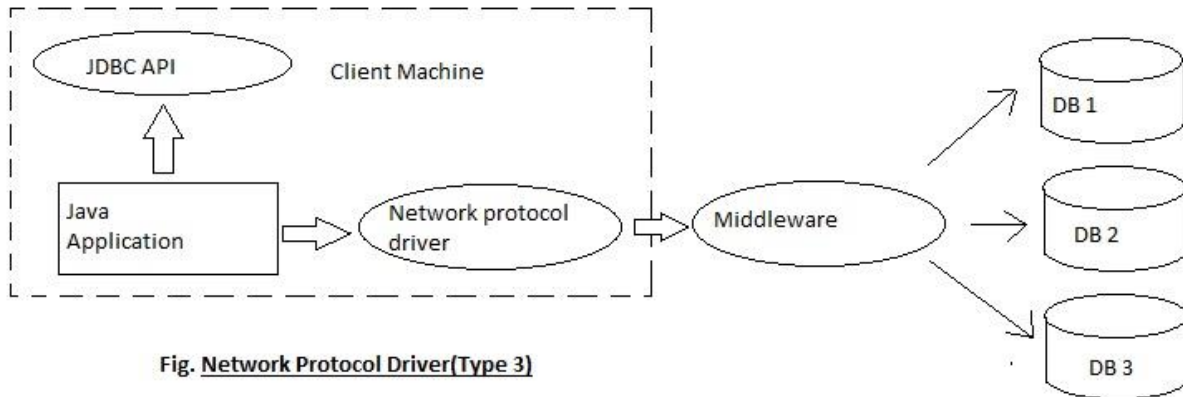 JDBC API
Client Machine
Java
Application
Network protocol
driver
Middleware
DB 1
DB 2
DB 3
Fig. Network Protocol Driver(Type 3)